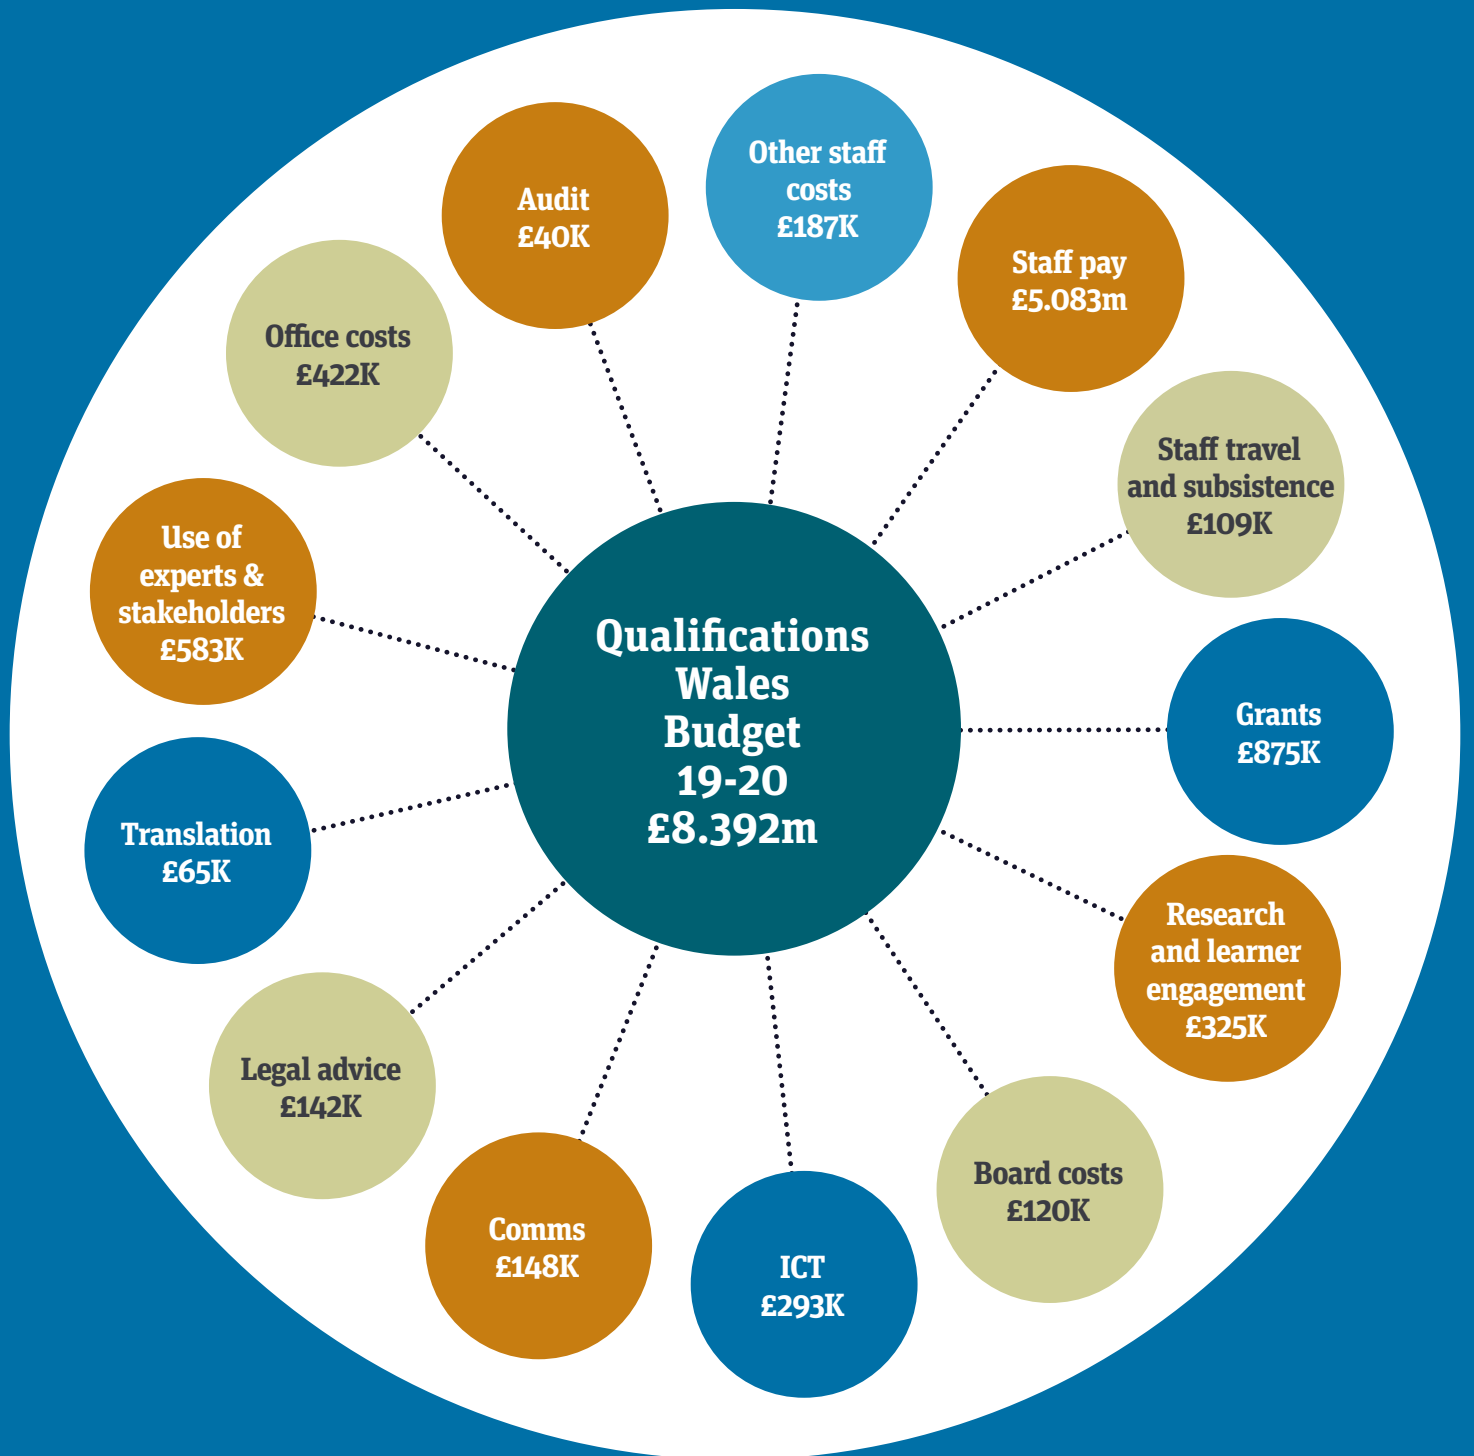 Other staff
costs
£187K
Staff pay
£5.083m
Staff travel
and subsistence
£109K
Grants
£875K
Research
and learner
engagement
£325K
Board costs
£120K
ICT
£293K
Comms
£148K
Legal advice
£142K
Translation
£65K
Use of
experts &
stakeholders
£583K
Office costs
£422K
Audit
£40K
Qualifications
Wales
Budget
19-20
£8.392m